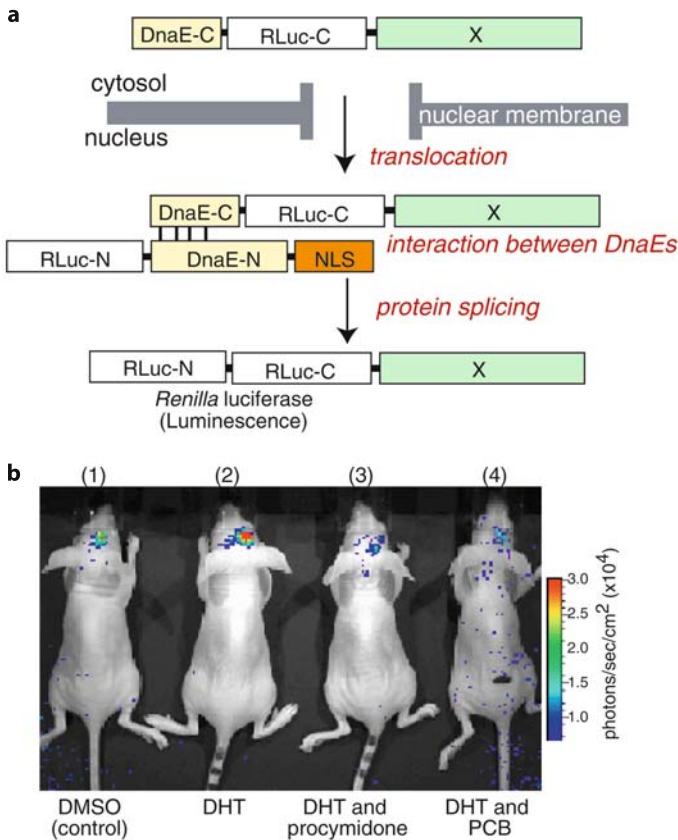 a
DnaE-C RLuc-C X
cytosol
nucleus
nuclear membrane
translocation
DnaE-C RLuc-C X
interaction between DnaEs
RLuc-N DnaE-N NLS
protein splicing
RLuc-N RLuc-C X
Renilla luciferase
(Luminescence)
b
(1) (2) (3) (4)
3.0
2.5
2.0
1.5
1.0
photons/sec/cm² (x10⁴)
DMSO
(control)
DHT
DHT and
procymidone
DHT and
PCB